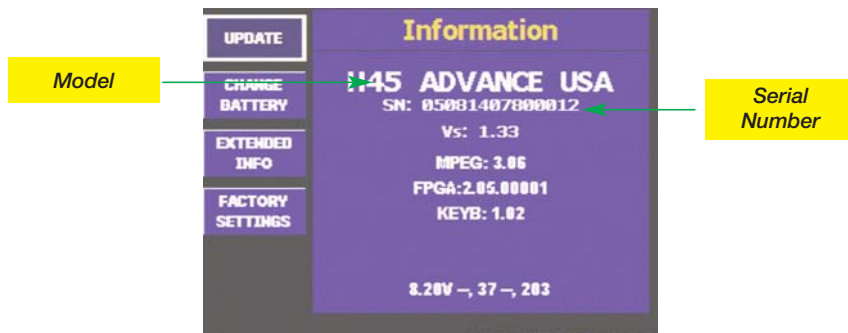 Information
UPDATE
CHANGE
BATTERY
EXTENDED
INFO
FACTORY
SETTINGS
Model
H45 ADVANCE USA
SN: 05081407800012
Serial
Number
Vs: 1.33
MPEG: 3.06
FPGA:2.05.00001
KEYB: 1.02
8.20V –, 37 –, 203